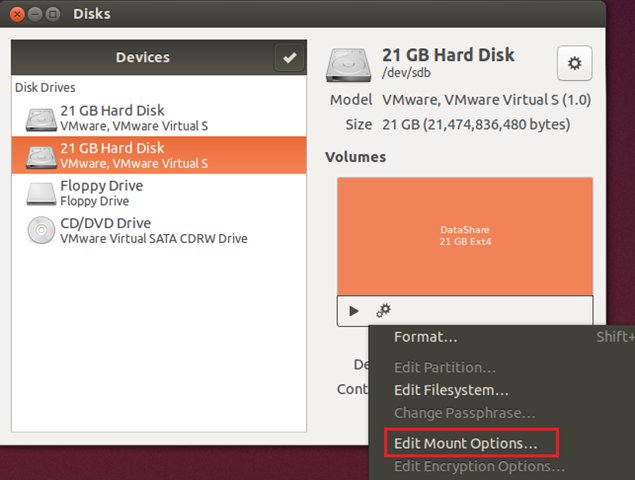 Disks
Devices
Disk Drives
21 GB Hard Disk
VMware, VMware Virtual S
21 GB Hard Disk
VMware, VMware Virtual S
Floppy Drive
Floppy Drive
CD/DVD Drive
VMware Virtual SATA CDRW Drive
21 GB Hard Disk
/dev/sdb
Model VMware, VMware Virtual S (1.0)
Size 21 GB (21,474,836,480 bytes)
Volumes
DataShare
21 GB Ext4
De
Cont
Format... Shift+
Edit Partition...
Edit Filesystem...
Change Passphrase...
Edit Mount Options...
Edit Encryption Options...